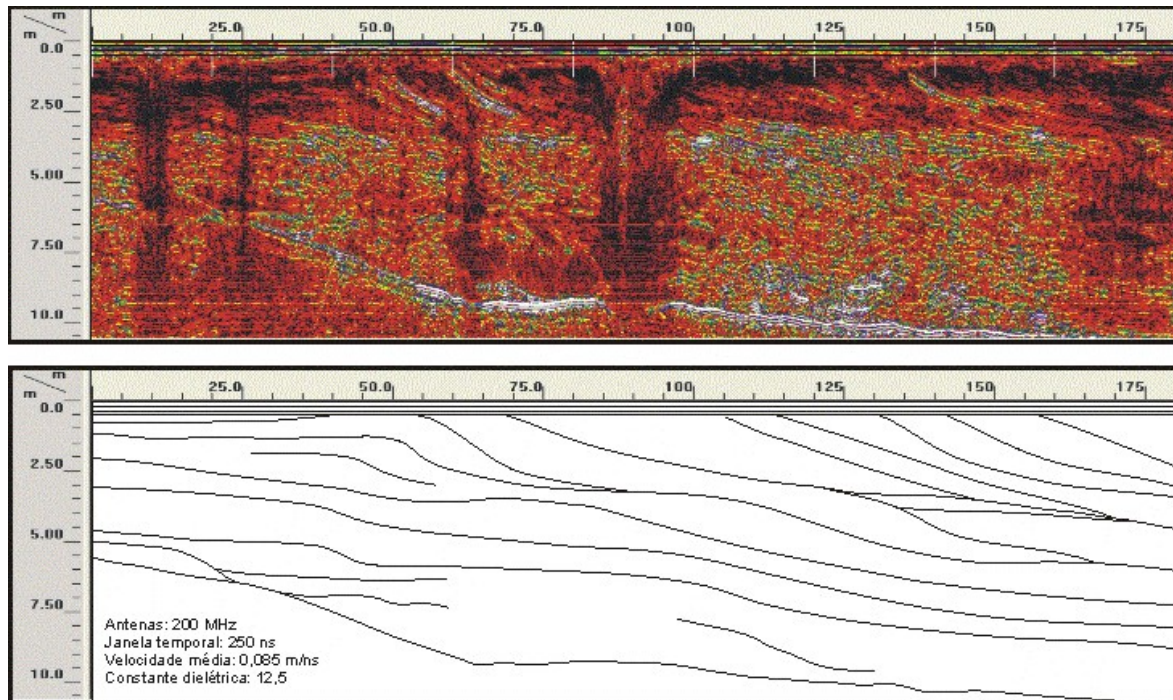 m 25.0 50.0 75.0 100 125 150 175
m
0.0
2.50
5.00
7.50
10.0
m 25.0 50.0 75.0 100 125 150 175
m
0.0
2.50
5.00
7.50
10.0
Antenas: 200 MHz
Janela temporal: 250 ns
Velocidade média: 0,085 m/ns
Constante dielétrica: 12,5